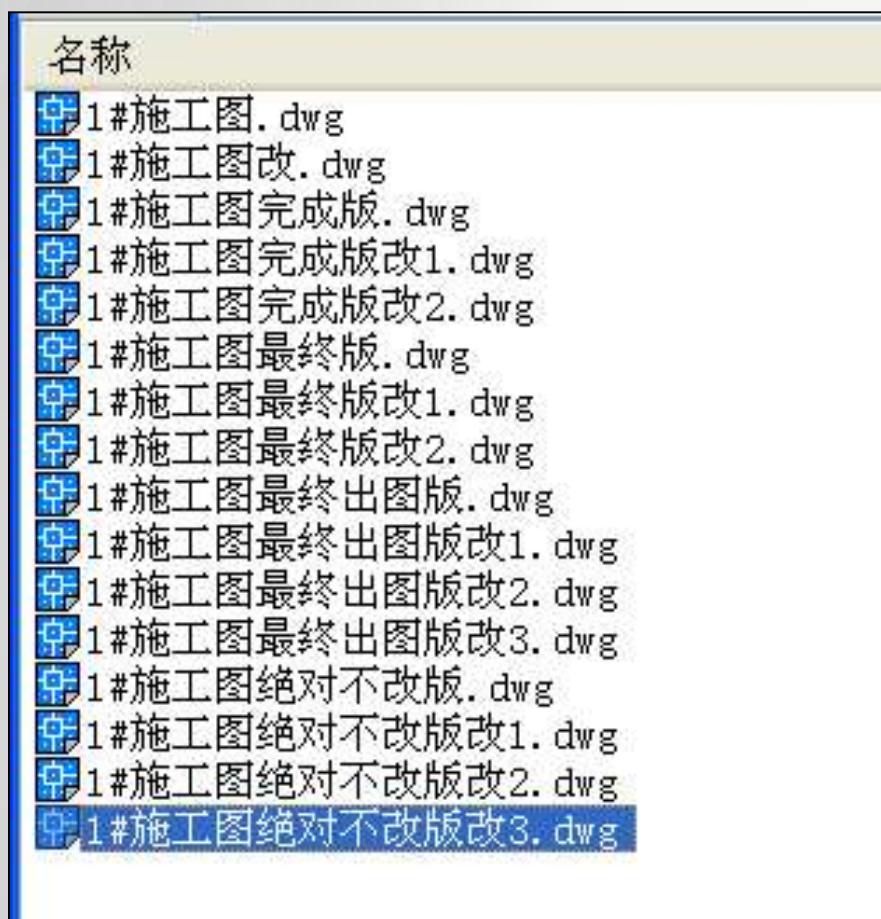 名称
1#施工图.dwg
1#施工图改.dwg
1#施工图完成版.dwg
1#施工图完成版改1.dwg
1#施工图完成版改2.dwg
1#施工图最终版.dwg
1#施工图最终版改1.dwg
1#施工图最终版改2.dwg
1#施工图最终出图版.dwg
1#施工图最终出图版改1.dwg
1#施工图最终出图版改2.dwg
1#施工图最终出图版改3.dwg
1#施工图绝对不改版.dwg
1#施工图绝对不改版改1.dwg
1#施工图绝对不改版改2.dwg
1#施工图绝对不改版改3.dwg